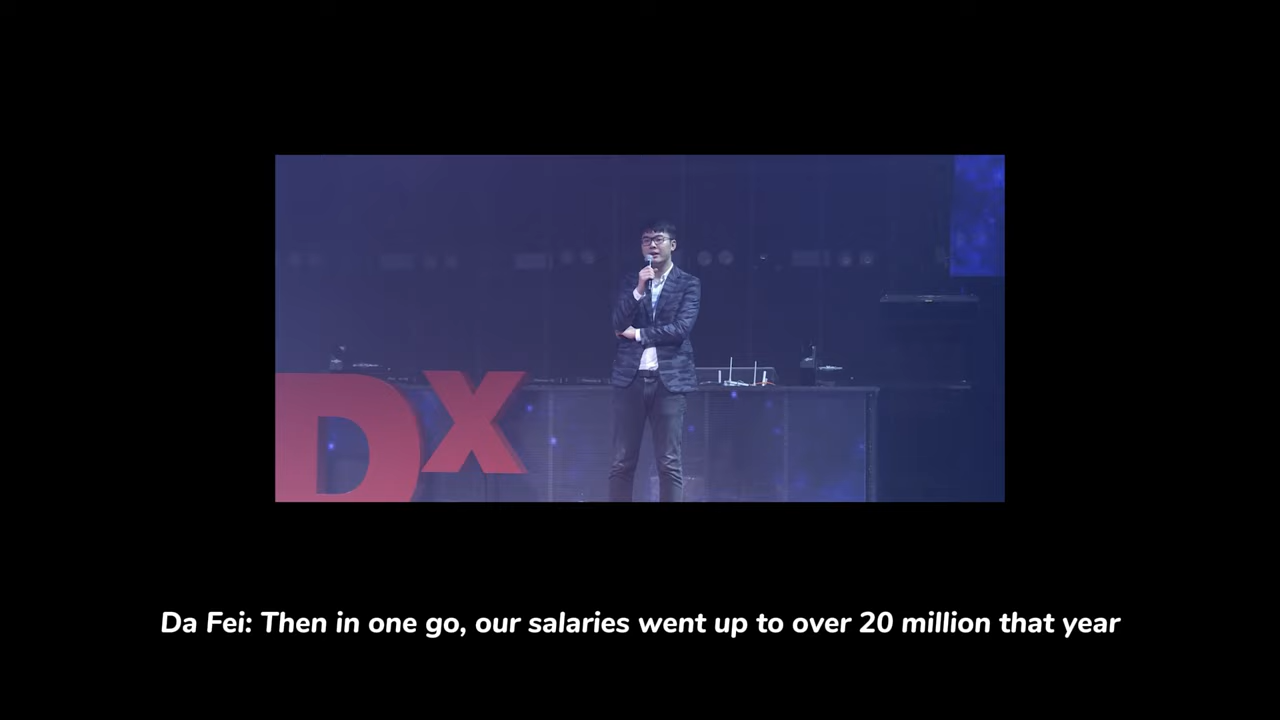 Dx
Da Fei: Then in one go, our salaries went up to over 20 million that year